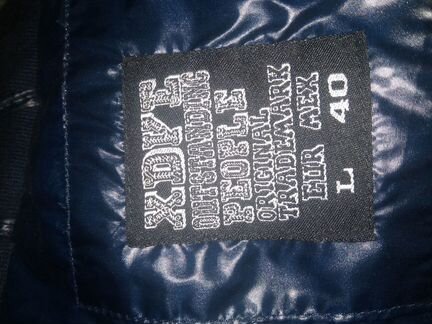 XDYE
OUTSTANDING
PEOPLE
ORIGINAL
TRADEMARK
EUR MEX
L 40